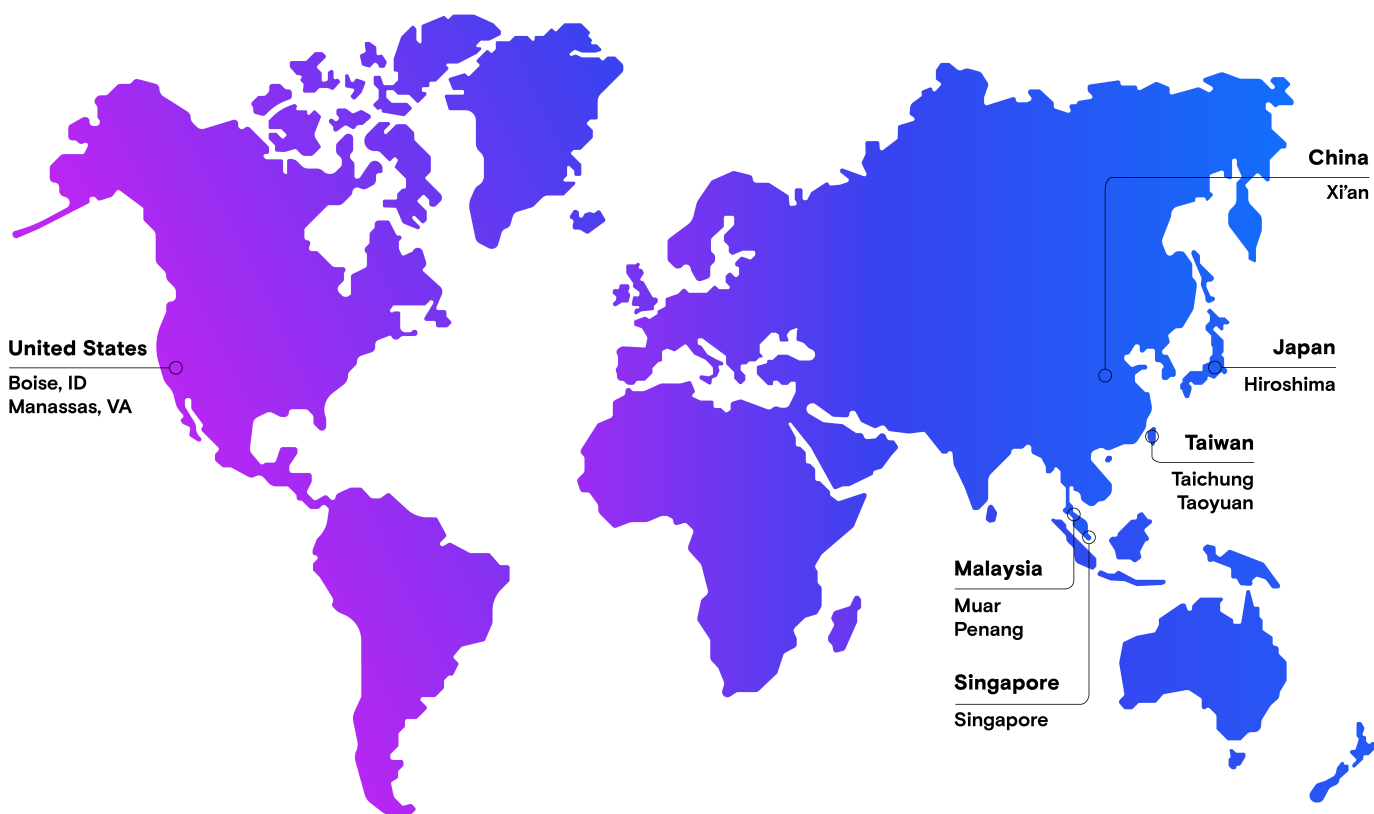 China
Xi’an
United States
Boise, ID
Manassas, VA
Japan
Hiroshima
Taiwan
Taichung
Taoyuan
Malaysia
Muar
Penang
Singapore
Singapore